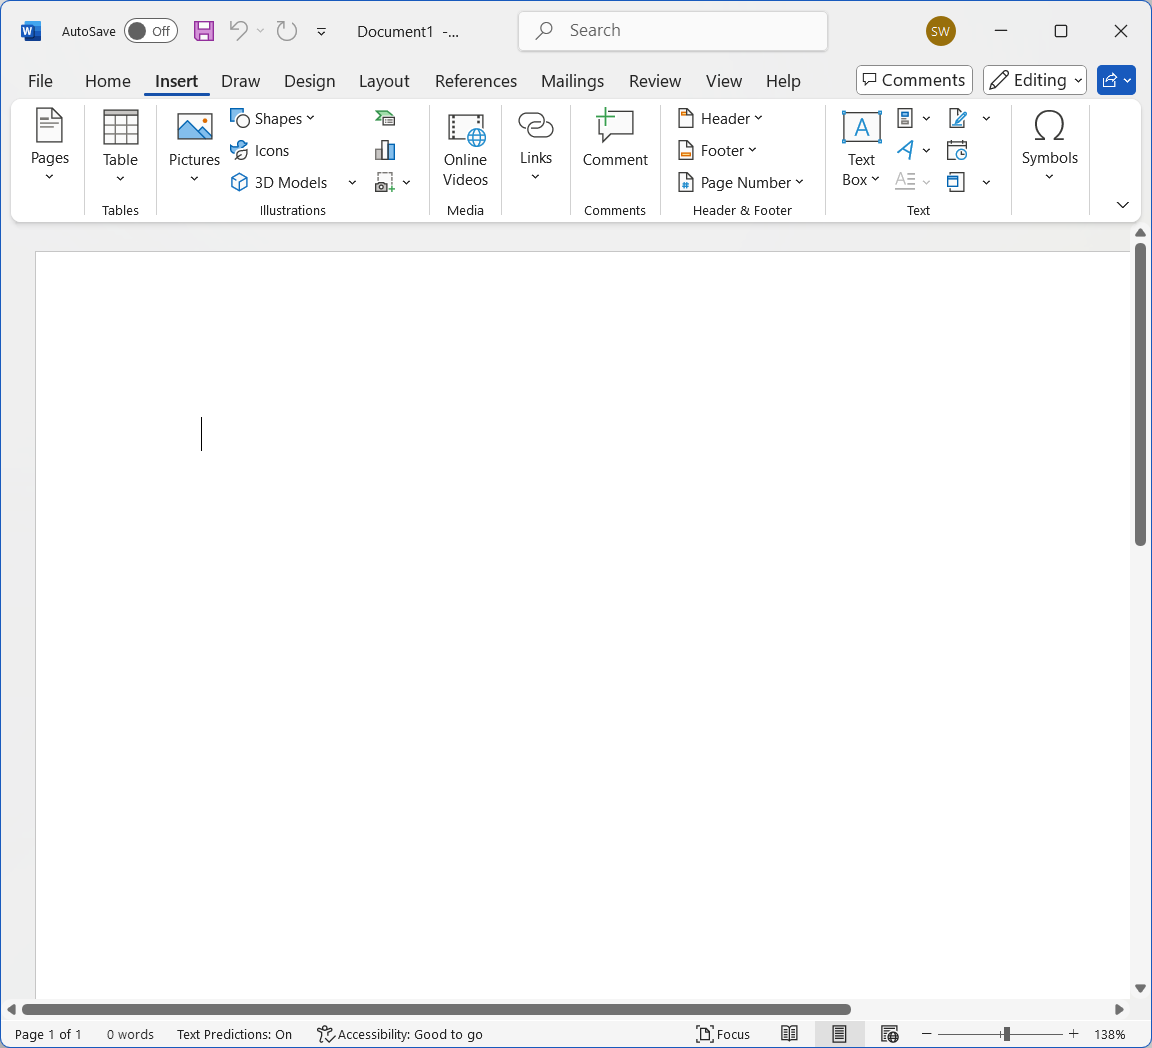 AutoSave Off Document1 -... Search SW
File Home Insert Draw Design Layout References Mailings Review View Help Comments Editing
Pages
Table
Tables
Pictures
Shapes
Icons
3D Models
Illustrations
Online
Videos
Media
Links
Comment
Comments
Header
Footer
Page Number
Header & Footer
Text
Box
Text
Symbols
Page 1 of 1 0 words Text Predictions: On Accessibility: Good to go Focus 138%